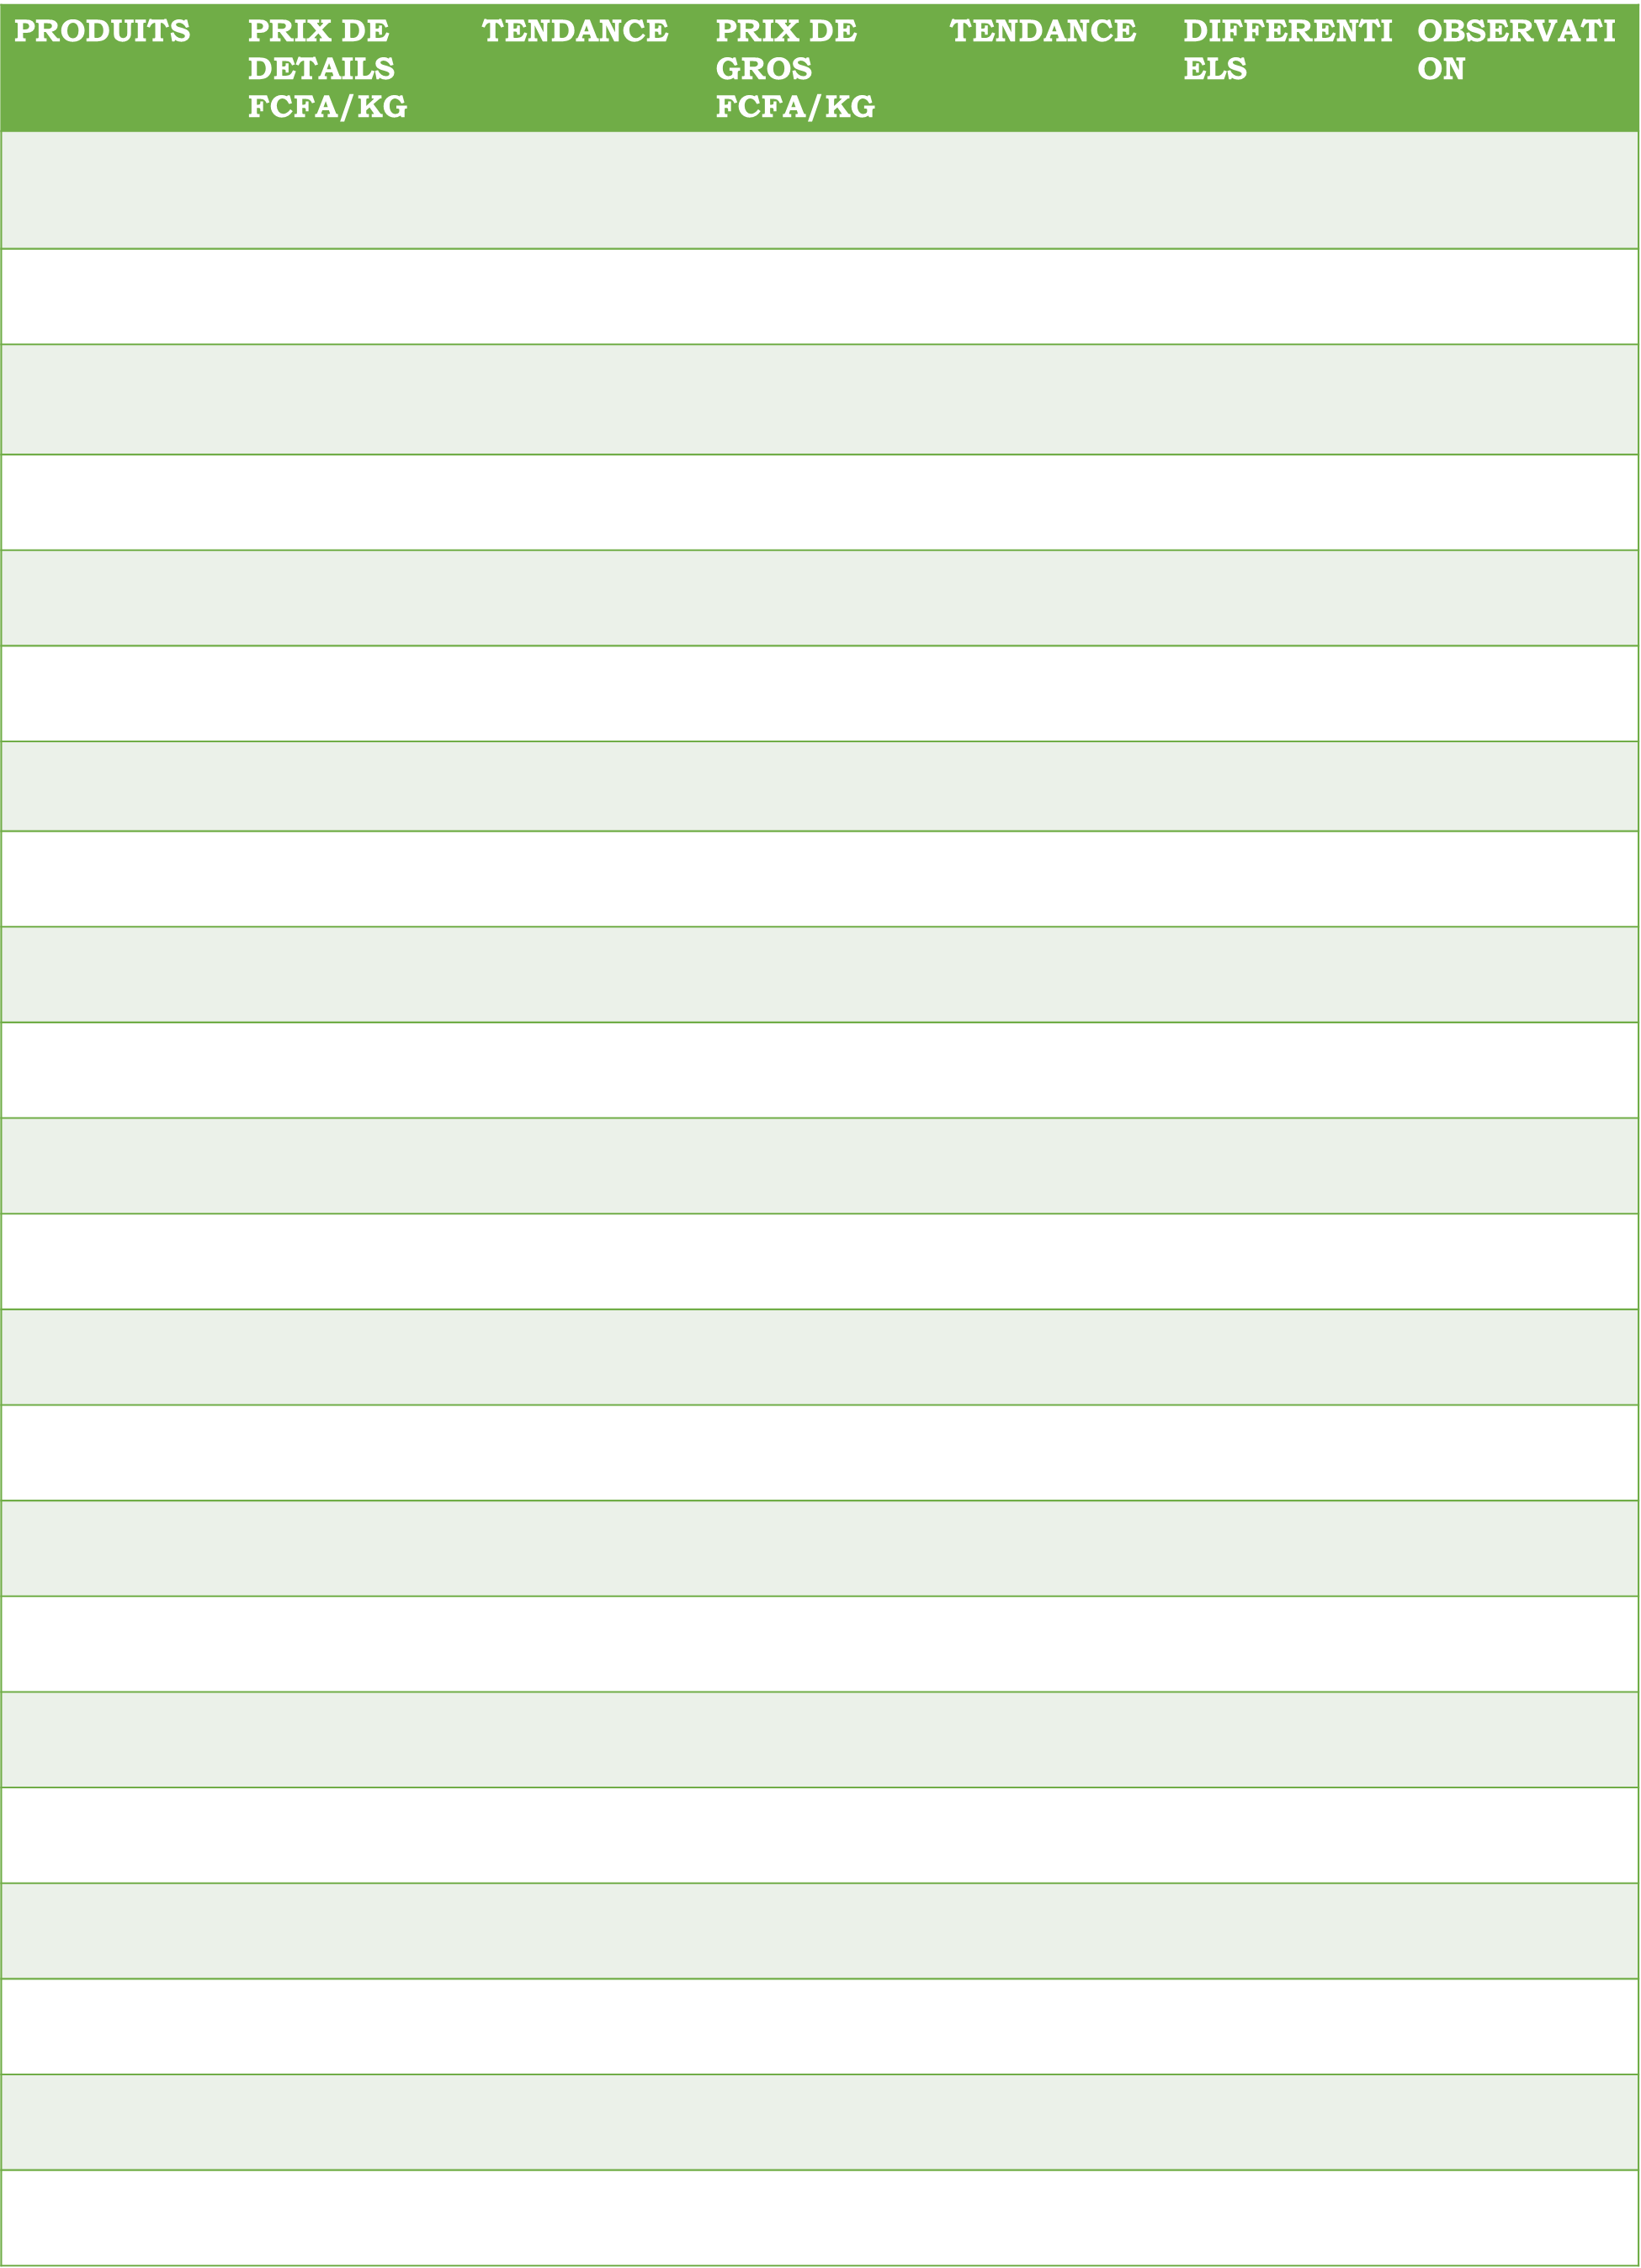 PRODUITS
PRIX DE
DETAILS
FCFA/KG
TENDANCE
PRIX DE
GROS
FCFA/KG
TENDANCE
DIFFERENTI
ELS
OBSERVATI
ON